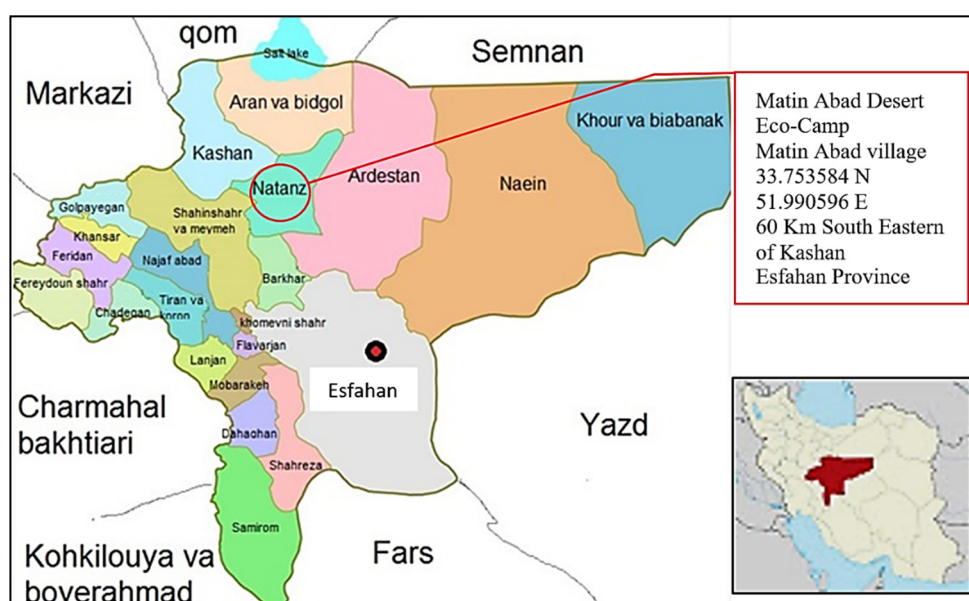 qom
Semnan
Salt lake
Markazi
Aran va bidgol
Khour va biabanak
Kashan
Natanz
Ardestan
Naein
Golpayegan
Shahinshahr
va meymeh
Khansar
Feridan
Najaf abad
Barkhar
Fereydoun shahr
Chadegan
Tiran va
koron
khomeyni shahr
Flavarjan
Lanjan
Mobarakeh
Esfahan
Charmahal
bakhtiari
Yazd
Dahaghan
Shahreza
Samirom
Fars
Kohkilouya va
boyerahmad
Matin Abad Desert
Eco-Camp
Matin Abad village
33.753584 N
51.990596 E
60 Km South Eastern
of Kashan
Esfahan Province